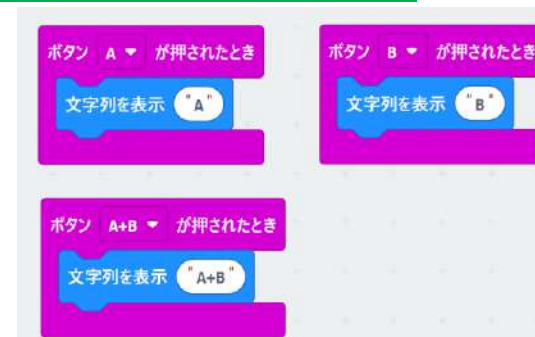 ボタン A が押されたとき
文字列を表示 "A"
ボタン B が押されたとき
文字列を表示 "B"
ボタン A+B が押されたとき
文字列を表示 "A+B"